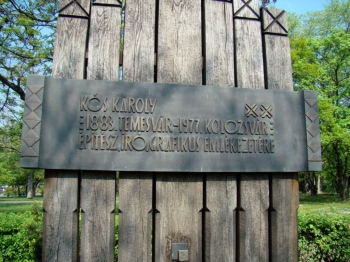 KÓS KÁROLY
1883. TEMESVÁR-1977. KOLOZSVÁR
ÉPÍTÉSZ, ÍRÓ, GRAFIKUS EMLÉKEZETÉRE